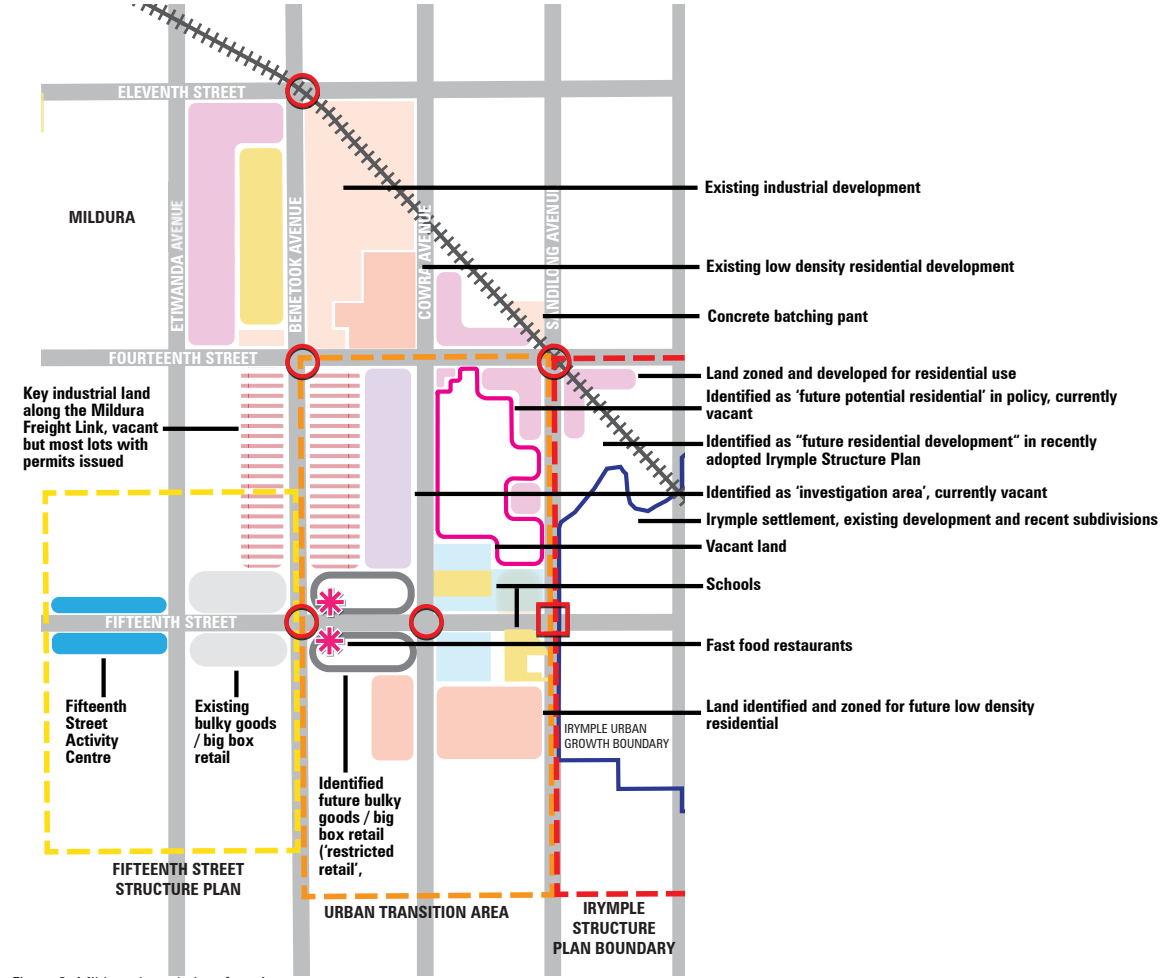 ELEVENTH STREET
MILDURA
ETIWANDA AVENUE
BENETOOK AVENUE
COWRA AVENUE
SANDILONG AVENUE
Existing industrial development
Existing low density residential development
Concrete batching pant
FOURTEENTH STREET
Key industrial land
along the Mildura
Freight Link, vacant
but most lots with
permits issued
Land zoned and developed for residential use
Identified as ‘future potential residential’ in policy, currently
vacant
Identified as “future residential development“ in recently
adopted Irymple Structure Plan
Identified as ‘investigation area’, currently vacant
Irymple settlement, existing development and recent subdivisions
Vacant land
Schools
FIFTEENTH STREET
Fast food restaurants
Fifteenth
Street
Activity
Centre
Existing
bulky goods
/ big box
retail
Identified
future bulky
goods / big
box retail
(‘restricted
retail’,
Land identified and zoned for future low density
residential
IRYMPLE URBAN
GROWTH BOUNDARY
FIFTEENTH STREET
STRUCTURE PLAN
URBAN TRANSITION AREA
IRYMPLE
STRUCTURE
PLAN BOUNDARY